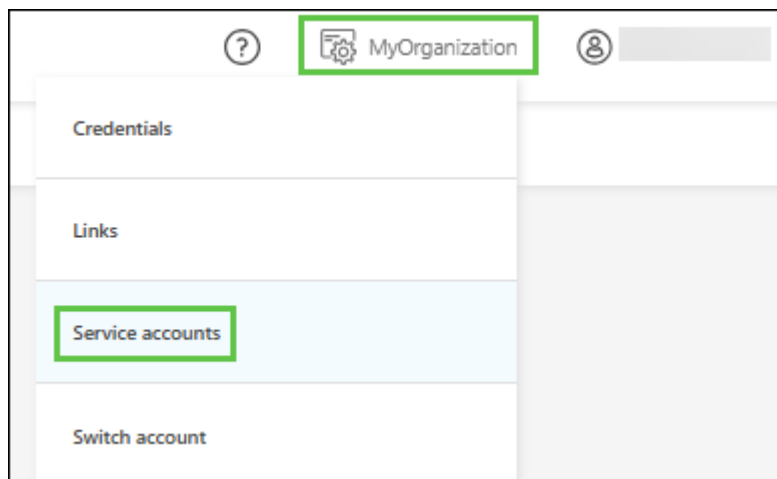 MyOrganization
Credentials
Links
Service accounts
Switch account